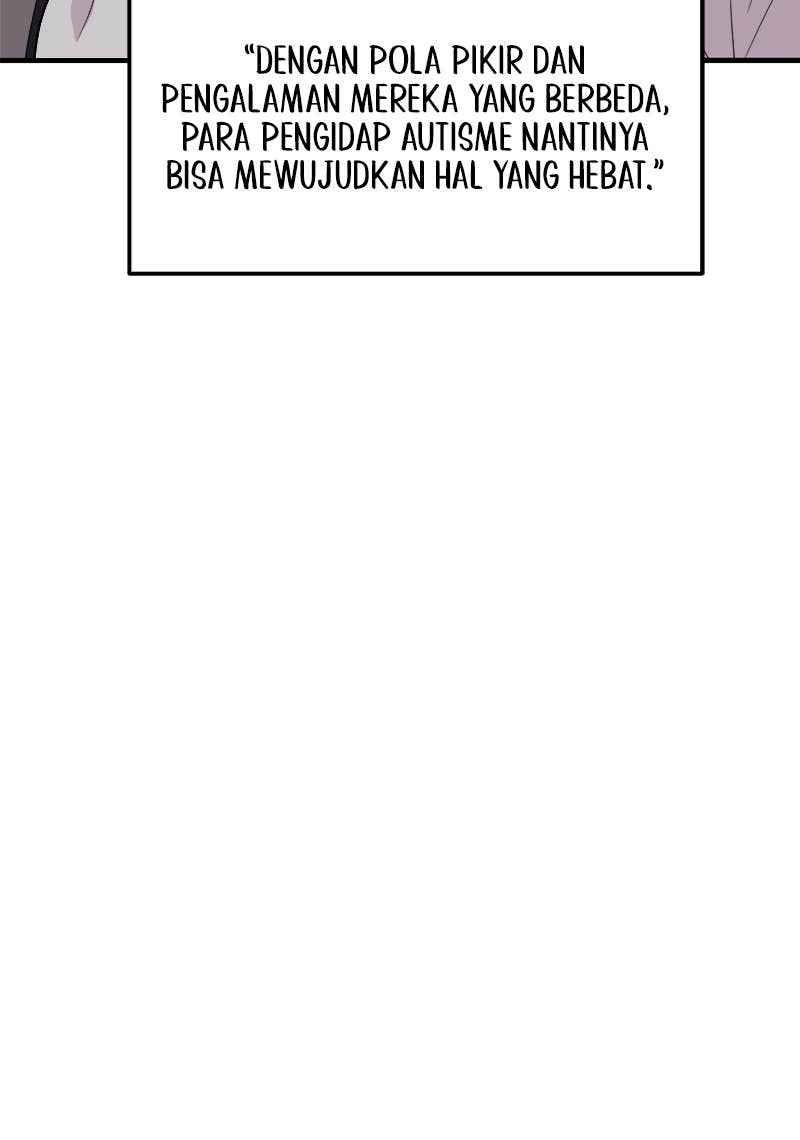 “DENGAN POLA PIKIR DAN
PENGALAMAN MEREKA YANG BERBEDA,
PARA PENGIDAP AUTISME NANTINYA
BISA MEWUJUDKAN HAL YANG HEBAT.”